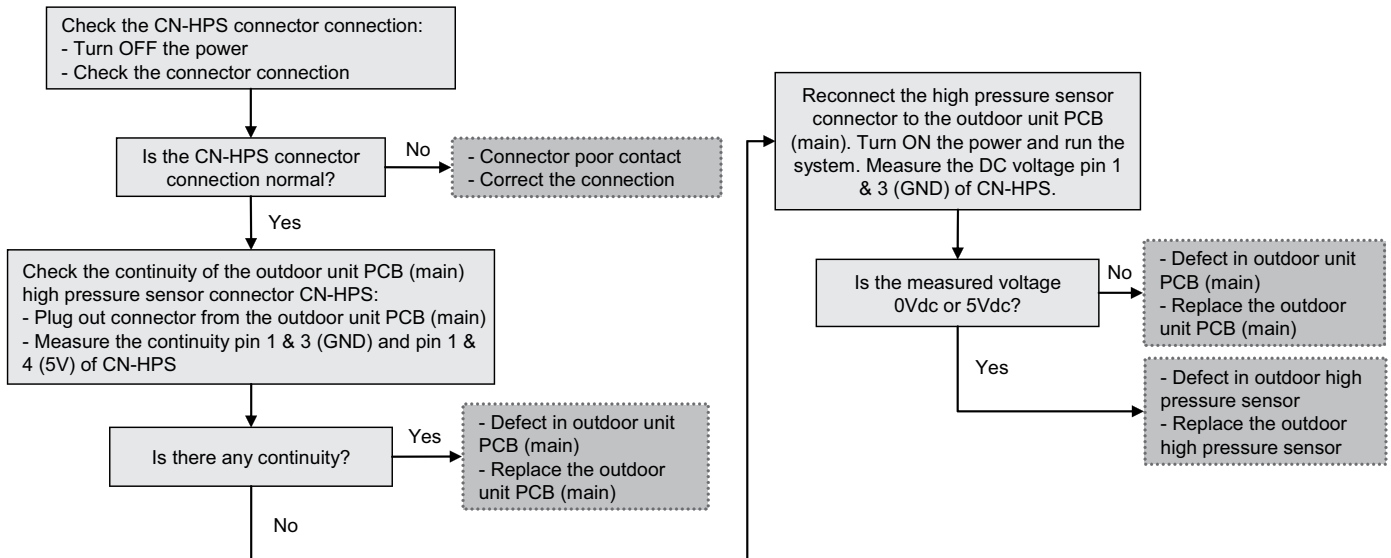 Check the CN-HPS connector connection:
- Turn OFF the power
- Check the connector connection
Is the CN-HPS connector
connection normal?
No
- Connector poor contact
- Correct the connection
Yes
Check the continuity of the outdoor unit PCB (main)
high pressure sensor connector CN-HPS:
- Plug out connector from the outdoor unit PCB (main)
- Measure the continuity pin 1 & 3 (GND) and pin 1 &
4 (5V) of CN-HPS
Is there any continuity?
Yes
- Defect in outdoor unit
PCB (main)
- Replace the outdoor
unit PCB (main)
No
Reconnect the high pressure sensor
connector to the outdoor unit PCB
(main). Turn ON the power and run the
system. Measure the DC voltage pin 1
& 3 (GND) of CN-HPS.
Is the measured voltage
0Vdc or 5Vdc?
No
- Defect in outdoor unit
PCB (main)
- Replace the outdoor
unit PCB (main)
Yes
- Defect in outdoor high
pressure sensor
- Replace the outdoor
high pressure sensor